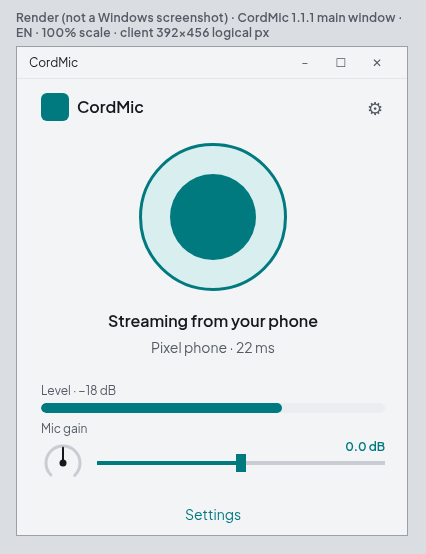 Render (not a Windows screenshot) · CordMic 1.1.1 main window ·
EN · 100% scale · client 392×456 logical px
CordMic
CordMic
Streaming from your phone
Pixel phone · 22 ms
Level · −18 dB
Mic gain
0.0 dB
Settings